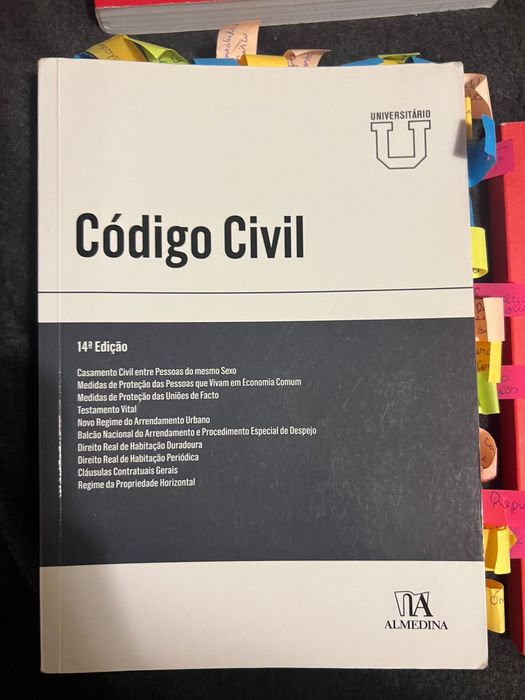 UNIVERSITÁRIO
U
Código Civil
14ª Edição
Casamento Civil entre Pessoas do mesmo Sexo
Medidas de Proteção das Pessoas que Vivam em Economia Comum
Medidas de Proteção das Uniões de Facto
Testamento Vital
Novo Regime do Arrendamento Urbano
Balcão Nacional do Arrendamento e Procedimento Especial de Despejo
Direito Real de Habitação Duradoura
Direito Real de Habitação Periódica
Cláusulas Contratuais Gerais
Regime da Propriedade Horizontal
ALMEDINA